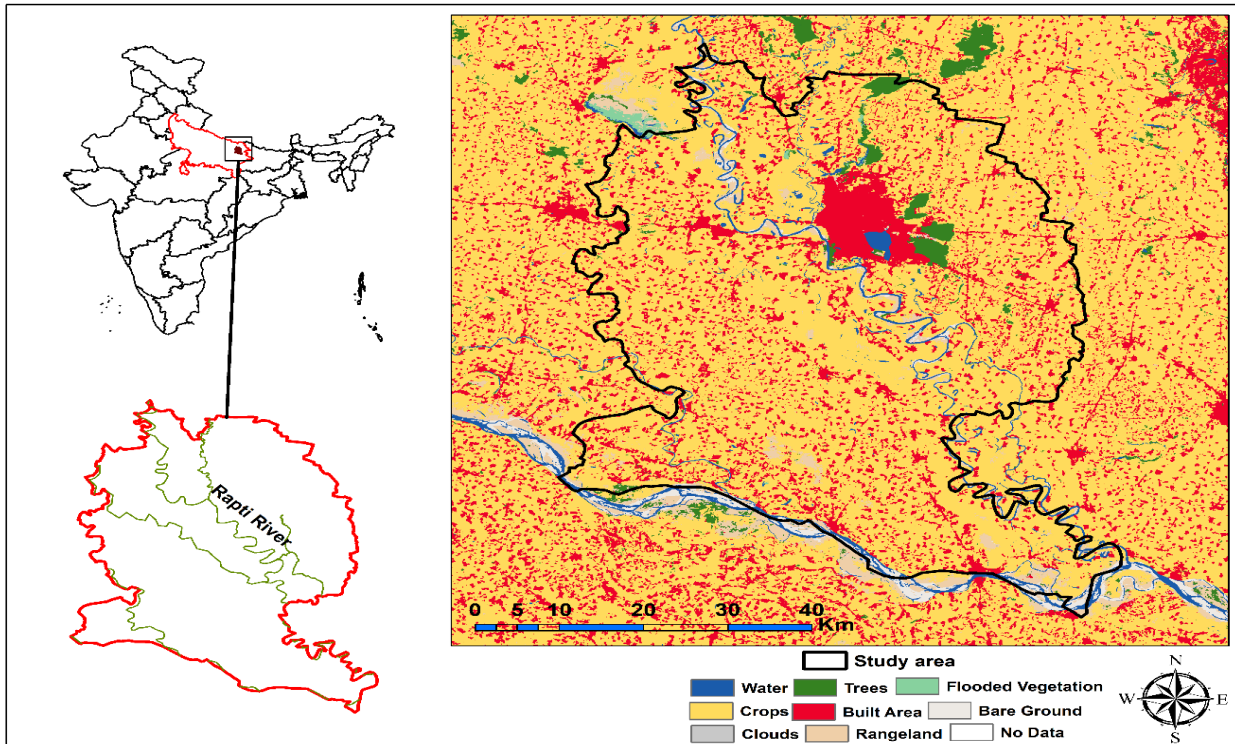 Rapti River
0 5 10 20 30 40
Km
Study area
Water Trees Flooded Vegetation
Crops Built Area Bare Ground
Clouds Rangeland No Data
N
W E
S